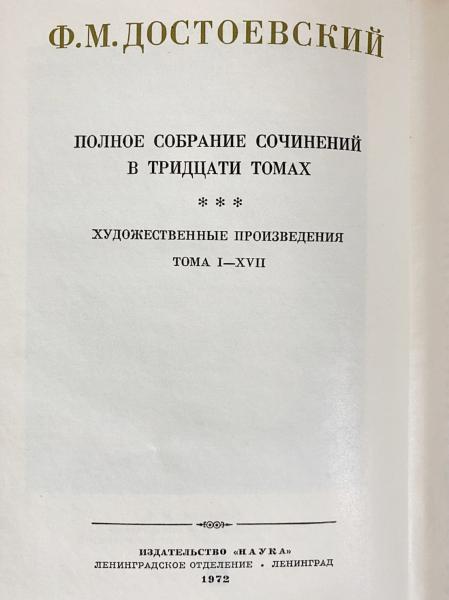 Ф. М. ДОСТОЕВСКИЙ
ПОЛНОЕ СОБРАНИЕ СОЧИНЕНИЙ
В ТРИДЦАТИ ТОМАХ
* * *
ХУДОЖЕСТВЕННЫЕ ПРОИЗВЕДЕНИЯ
ТОМА I—XVII
ИЗДАТЕЛЬСТВО «НАУКА»
ЛЕНИНГРАДСКОЕ ОТДЕЛЕНИЕ · ЛЕНИНГРАД
1972